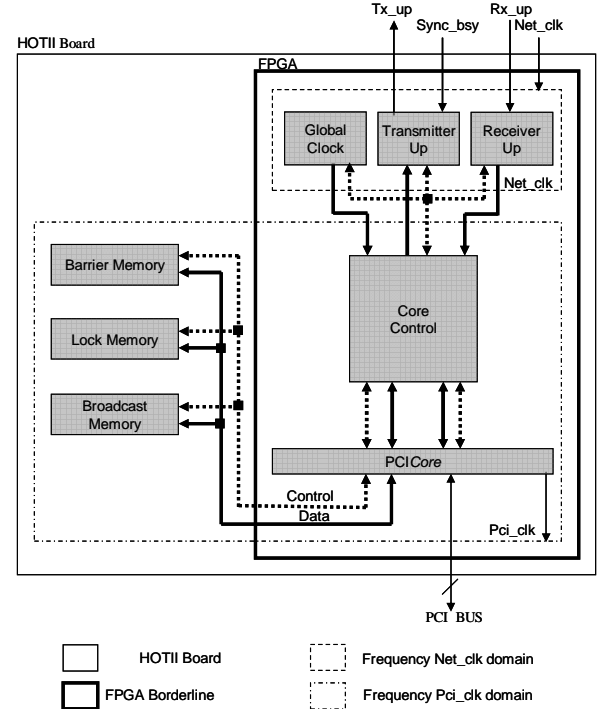 Tx_up
Rx_up
Sync_bsy
Net_clk
HOTII Board
FPGA
Global
Clock
Transmitter
Up
Receiver
Up
Net_clk
Barrier Memory
Core
Control
Lock Memory
Broadcast
Memory
PCICore
Control
Data
Pci_clk
PCI BUS
HOTII Board
Frequency Net_clk domain
FPGA Borderline
Frequency Pci_clk domain